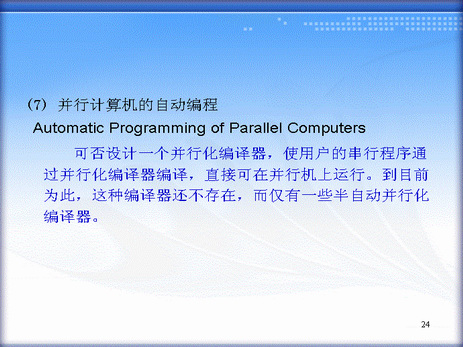 (7) 并行计算机的自动编程
Automatic Programming of Parallel Computers
可否设计一个并行化编译器，使用户的串行程序通
过并行化编译器编译，直接可在并行机上运行。到目前
为此，这种编译器还不存在，而仅有一些半自动并行化
编译器。
24